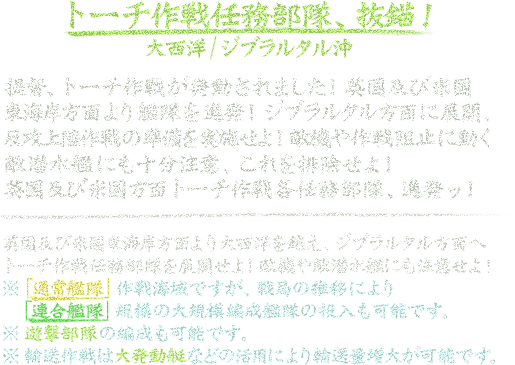 トーチ作戦任務部隊、抜錨！
大西洋/ジブラルタル沖
提督、トーチ作戦が発動されました！英国及び米国
東海岸方面より艦隊を進発！ジブラルタル方面に展開、
反攻上陸作戦の準備を実施せよ！敵機や作戦阻止に動く
敵潜水艦にも十分注意、これを排除せよ！
英国及び米国方面トーチ作戦各任務部隊、進発ッ！
英国及び米国東海岸方面より大西洋を越え、ジブラルタル方面へ
トーチ作戦任務部隊を展開せよ！敵機や敵潜水艦にも注意せよ！
※ 通常艦隊 作戦海域ですが、戦局の推移により
連合艦隊 規模の大規模編成艦隊の投入も可能です。
※ 遊撃部隊の編成も可能です。
※ 輸送作戦は大発動艇などの活用により輸送量増大が可能です。